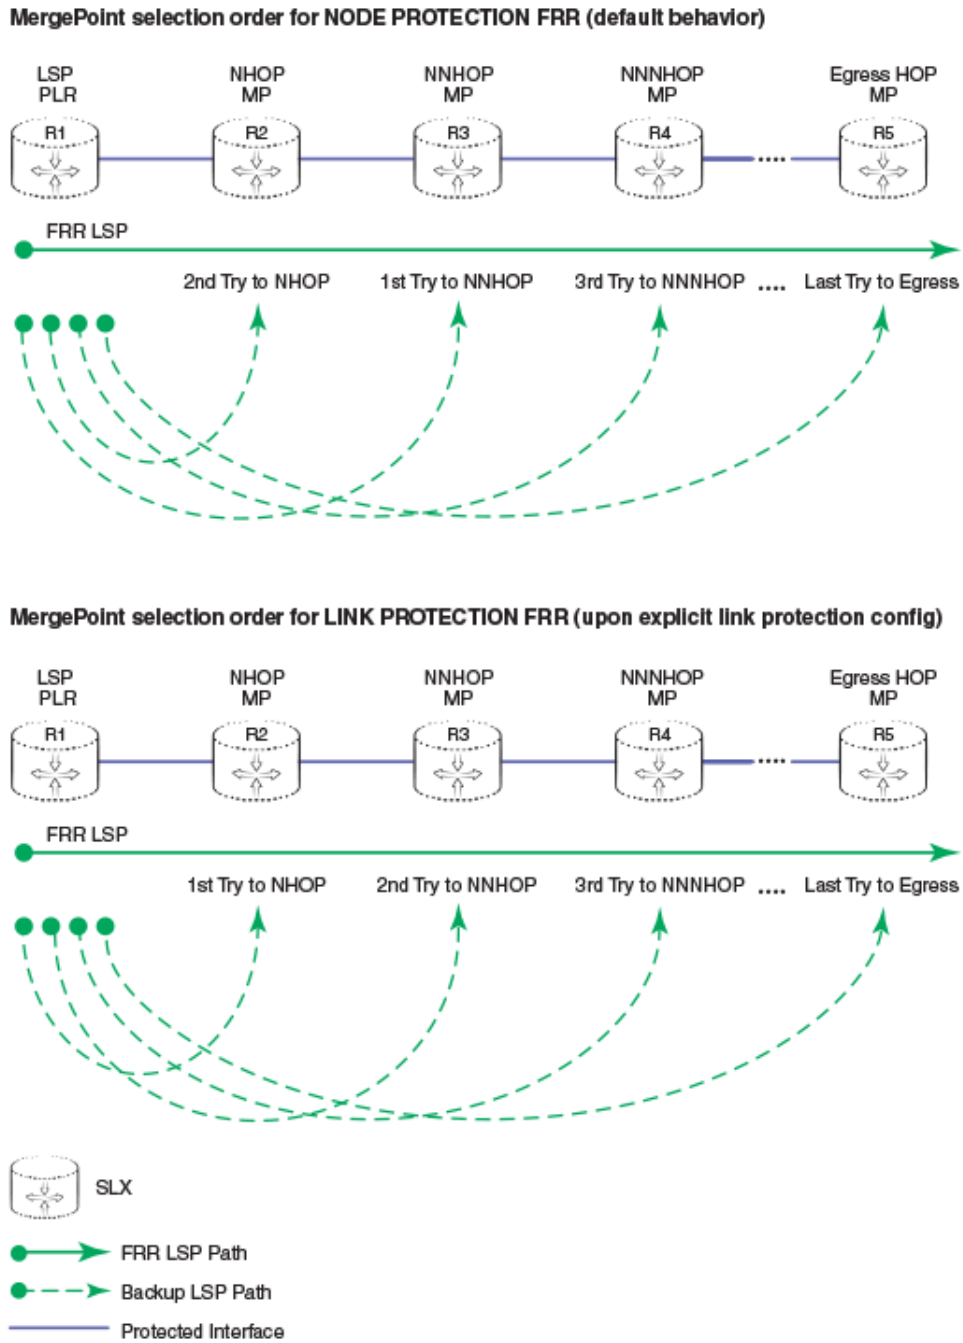 MergePoint selection order for NODE PROTECTION FRR (default behavior)
LSP PLR
NHOP MP
NNHOP MP
NNNHOP MP
Egress HOP MP
R1 R2 R3 R4 .... R5
FRR LSP
2nd Try to NHOP 1st Try to NNHOP 3rd Try to NNNHOP .... Last Try to Egress
MergePoint selection order for LINK PROTECTION FRR (upon explicit link protection config)
LSP PLR
NHOP MP
NNHOP MP
NNNHOP MP
Egress HOP MP
R1 R2 R3 R4 .... R5
FRR LSP
1st Try to NHOP 2nd Try to NNHOP 3rd Try to NNNHOP .... Last Try to Egress
SLX
FRR LSP Path
Backup LSP Path
Protected Interface